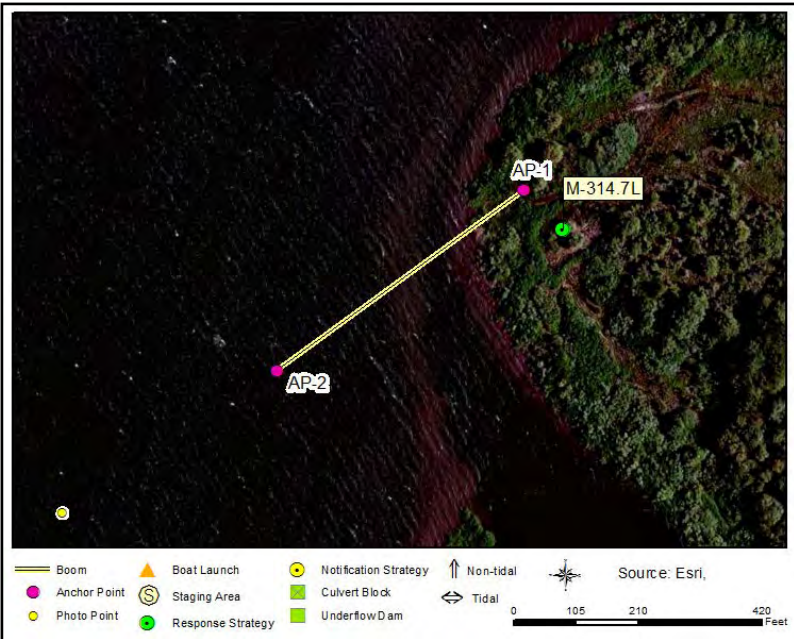 AP-1
M-314.7L
AP-2
Boom
Boat Launch
Notification Strategy
Non-tidal
Source: Esri,
Anchor Point
S
Staging Area
Culvert Block
Tidal
Photo Point
Response Strategy
Underflow Dam
0 105 210 420
Feet